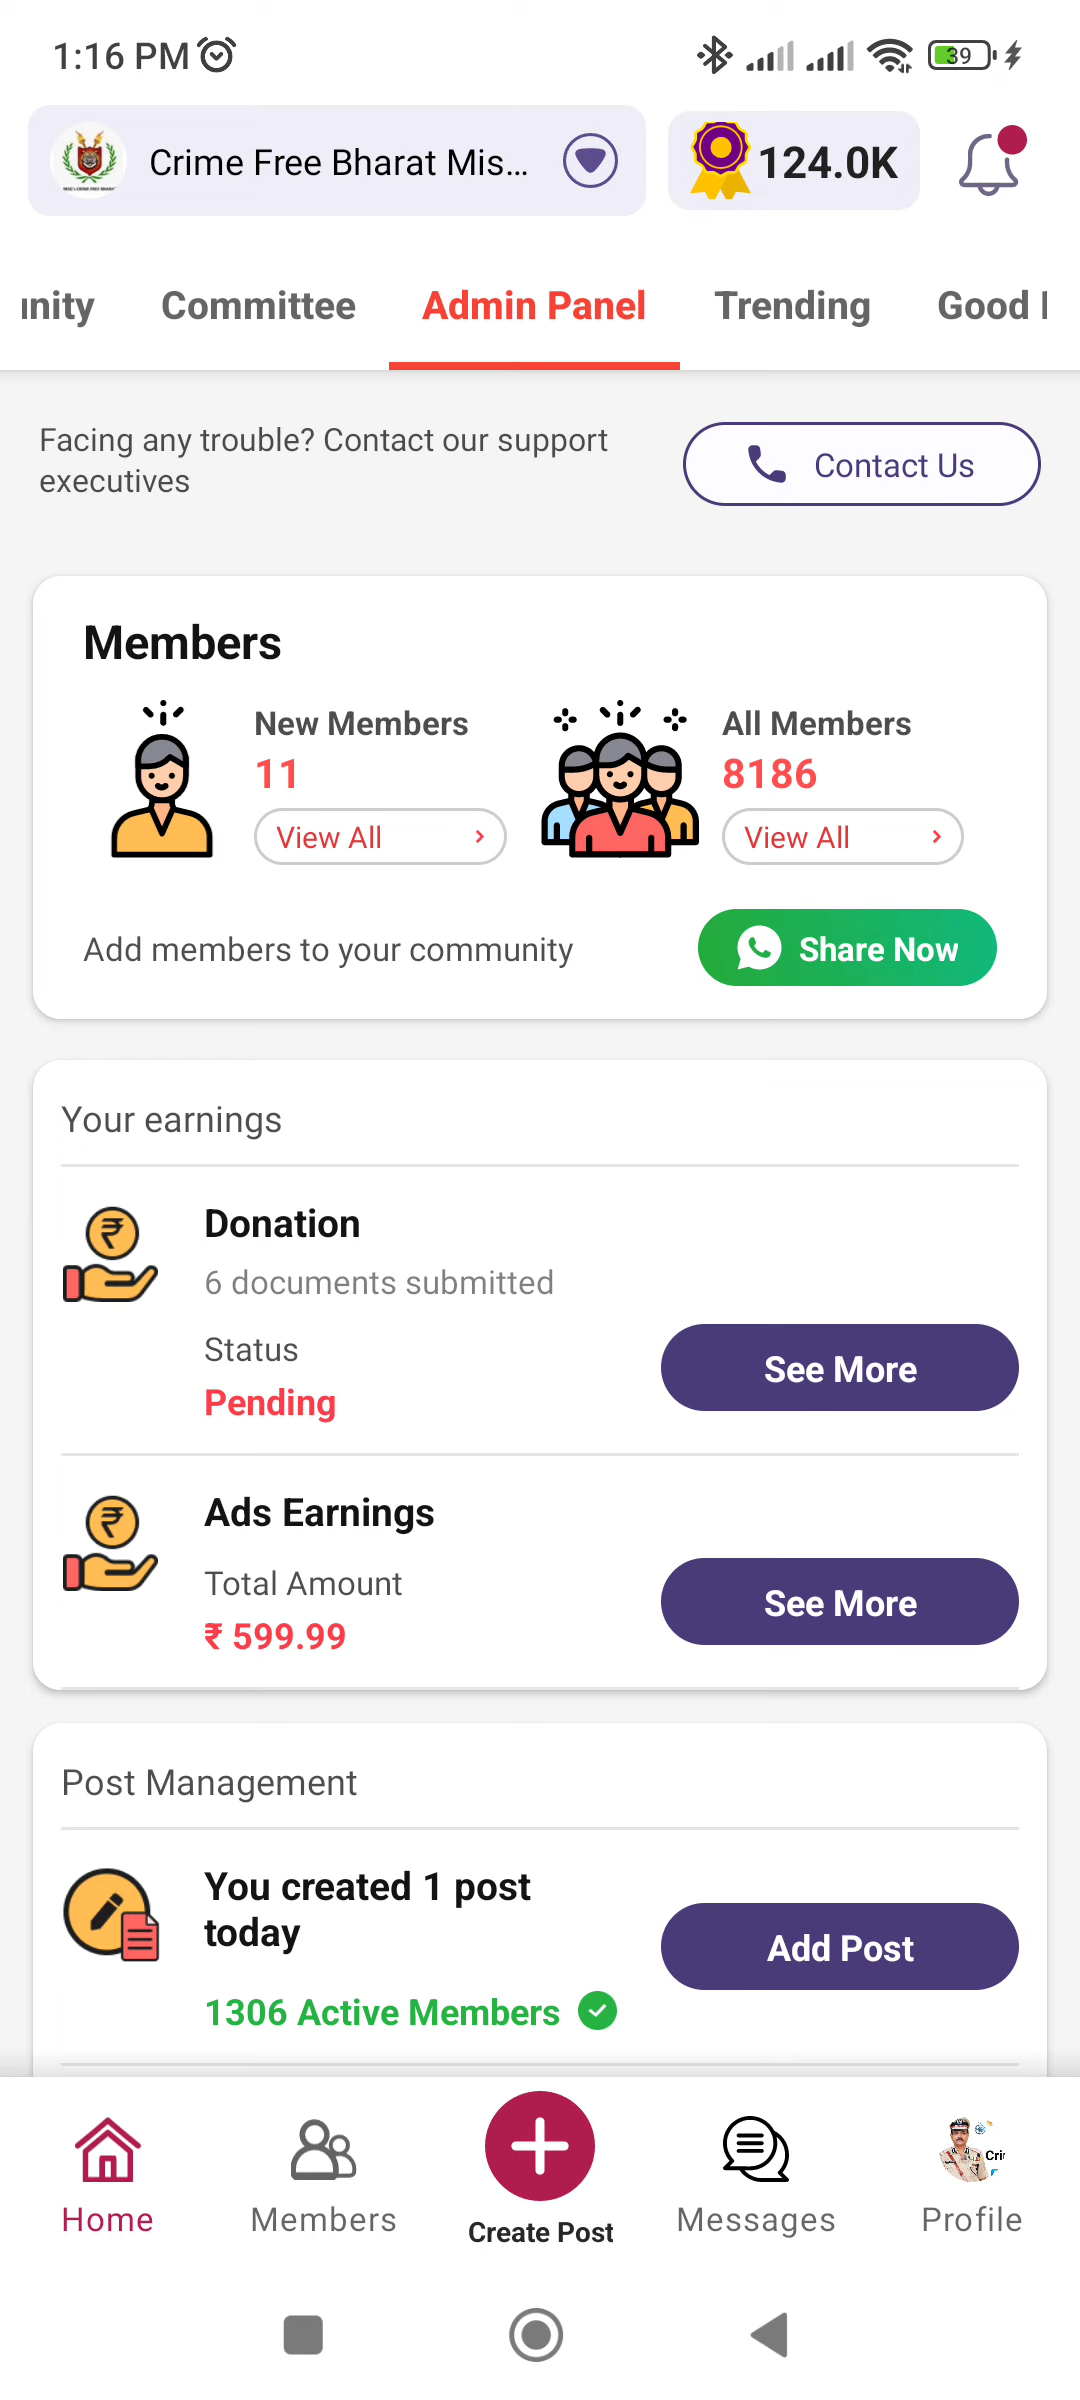 1:16 PM
39
Crime Free Bharat Mis...
124.0K
Committee
Admin Panel
Trending
Good
Facing any trouble? Contact our support
executives
Contact Us
Members
New Members
11
View All
All Members
8186
View All
Add members to your community
Share Now
Your earnings
Donation
6 documents submitted
Status
Pending
See More
Ads Earnings
Total Amount
₹ 599.99
See More
Post Management
You created 1 post
today
Add Post
1306 Active Members
Home
Members
Create Post
Messages
Profile